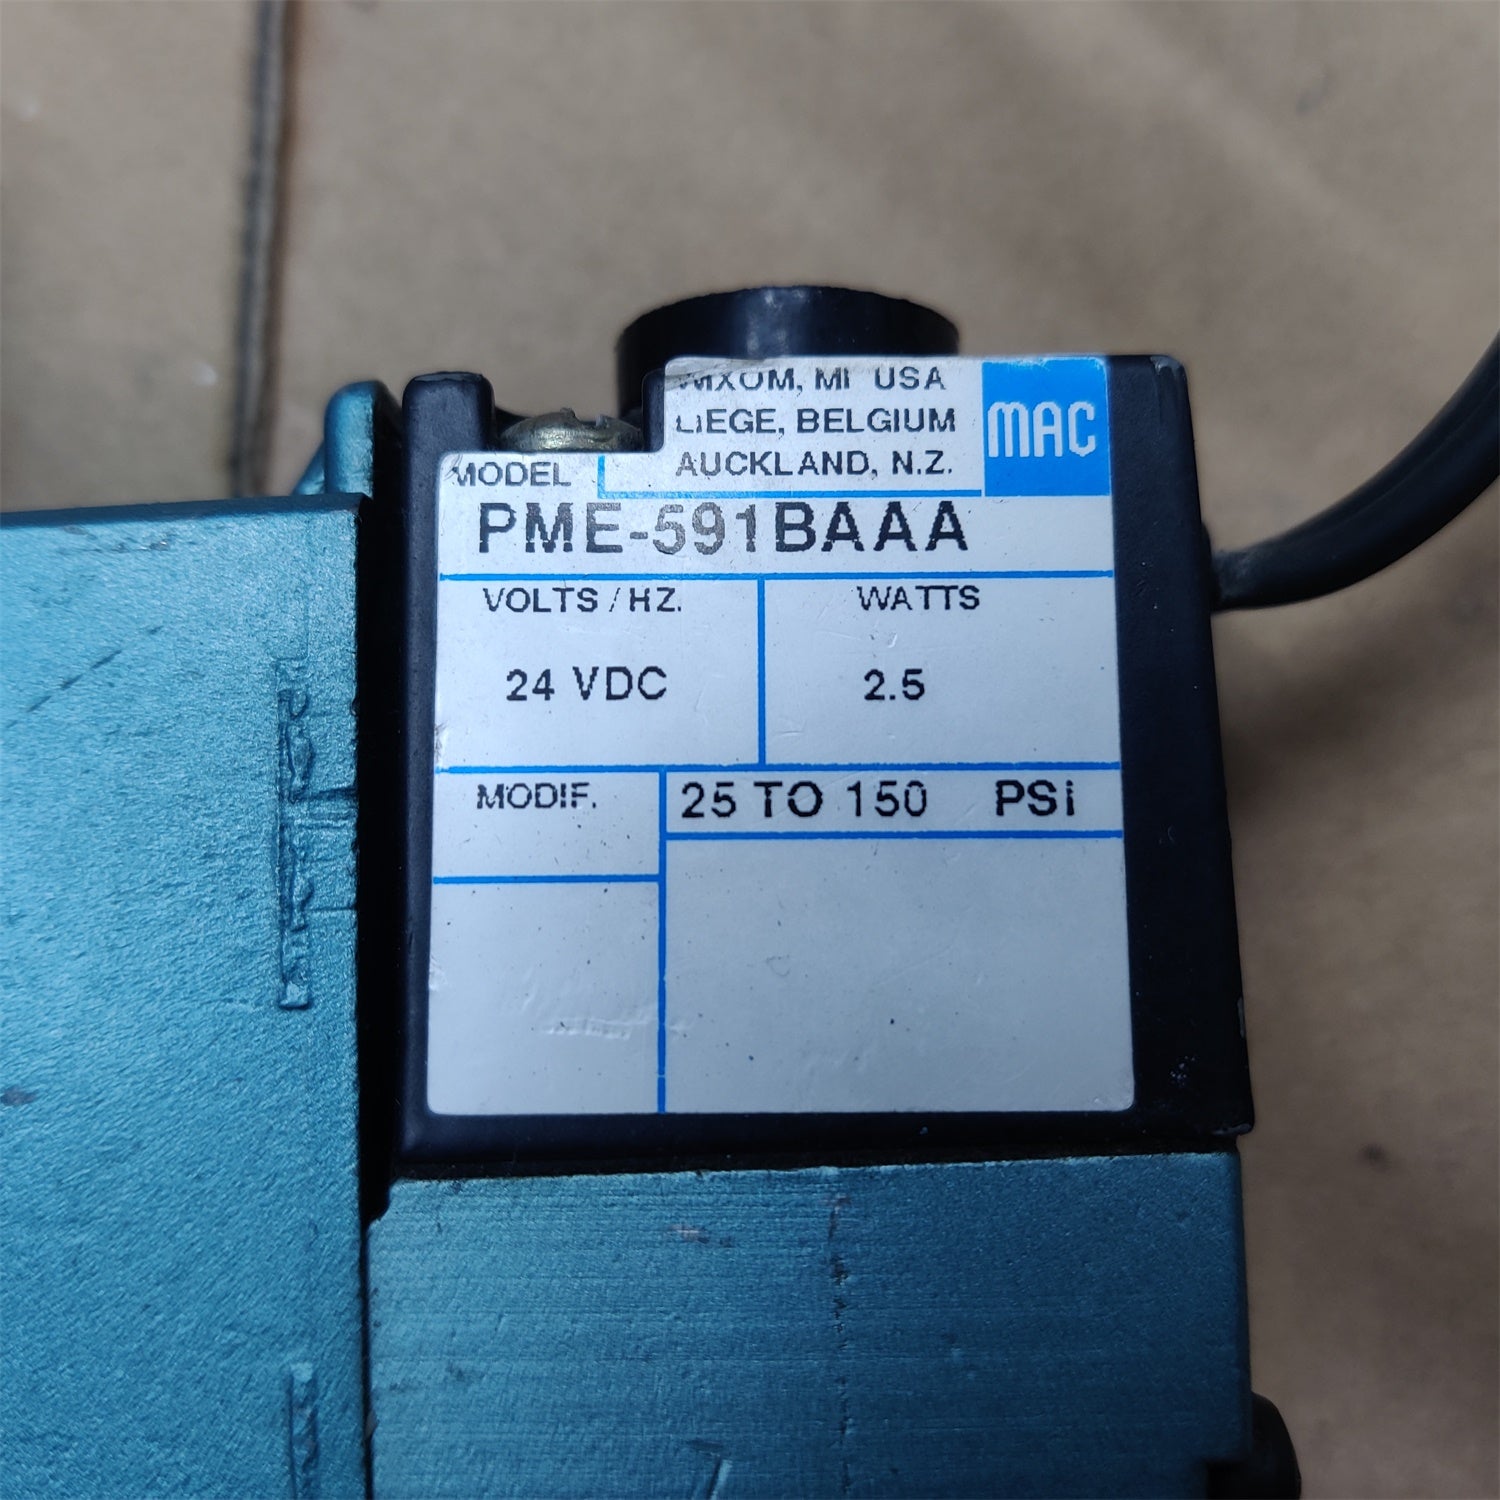 WIXOM, MI USA
LIEGE, BELGIUM
AUCKLAND, N.Z.
MAC
MODEL
PME-591BAAA
VOLTS / HZ.
WATTS
24 VDC
2.5
MODIF.
25 TO 150 PSi